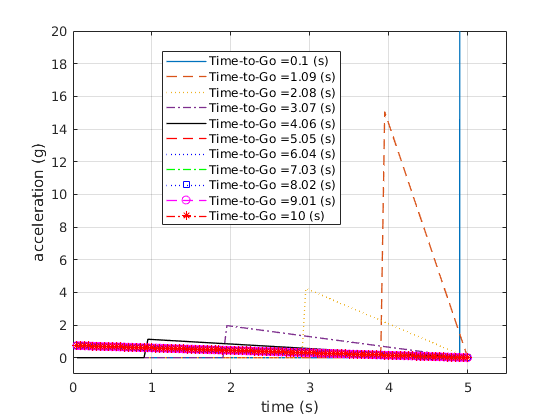 20
18
16
14
12
10
8
6
4
2
0
acceleration (g)
Time-to-Go =0.1 (s)
Time-to-Go =1.09 (s)
Time-to-Go =2.08 (s)
Time-to-Go =3.07 (s)
Time-to-Go =4.06 (s)
Time-to-Go =5.05 (s)
Time-to-Go =6.04 (s)
Time-to-Go =7.03 (s)
Time-to-Go =8.02 (s)
Time-to-Go =9.01 (s)
Time-to-Go =10 (s)
0 1 2 3 4 5
time (s)